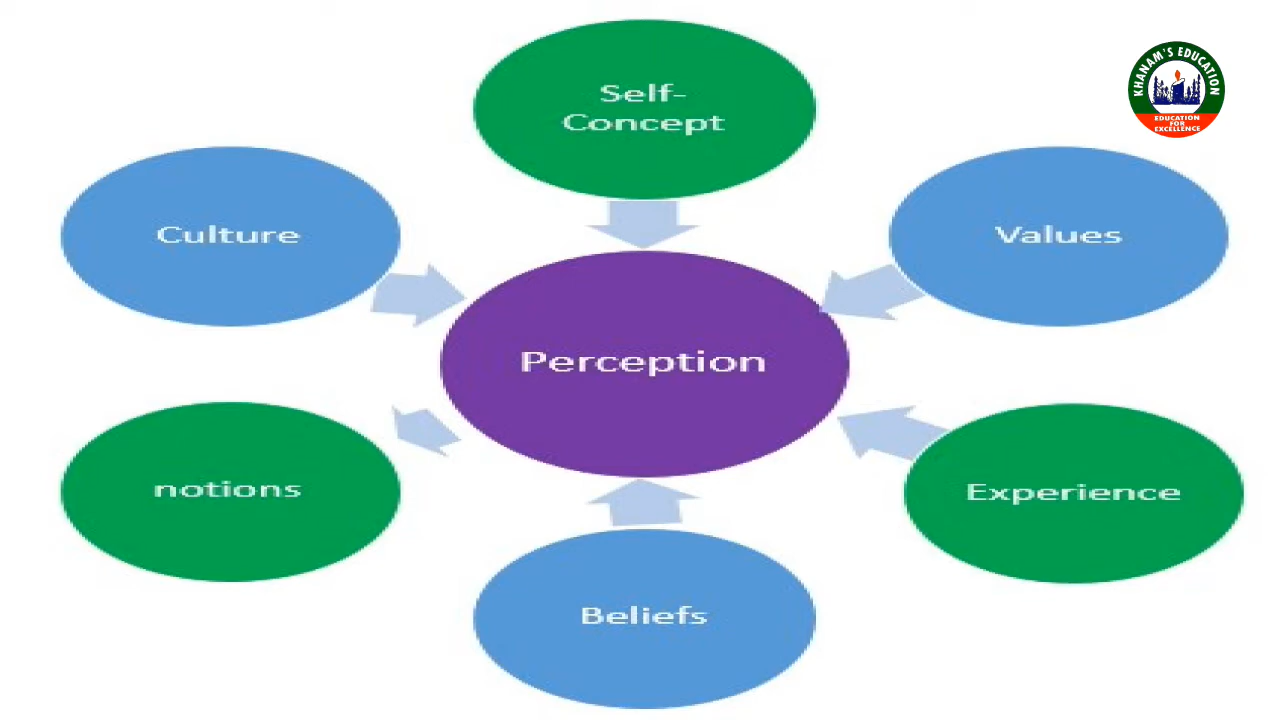 Self-
Concept
KHANAM'S EDUCATION
EDUCATION
FOR
EXCELLENCE
Culture
Values
Perception
notions
Experience
Beliefs